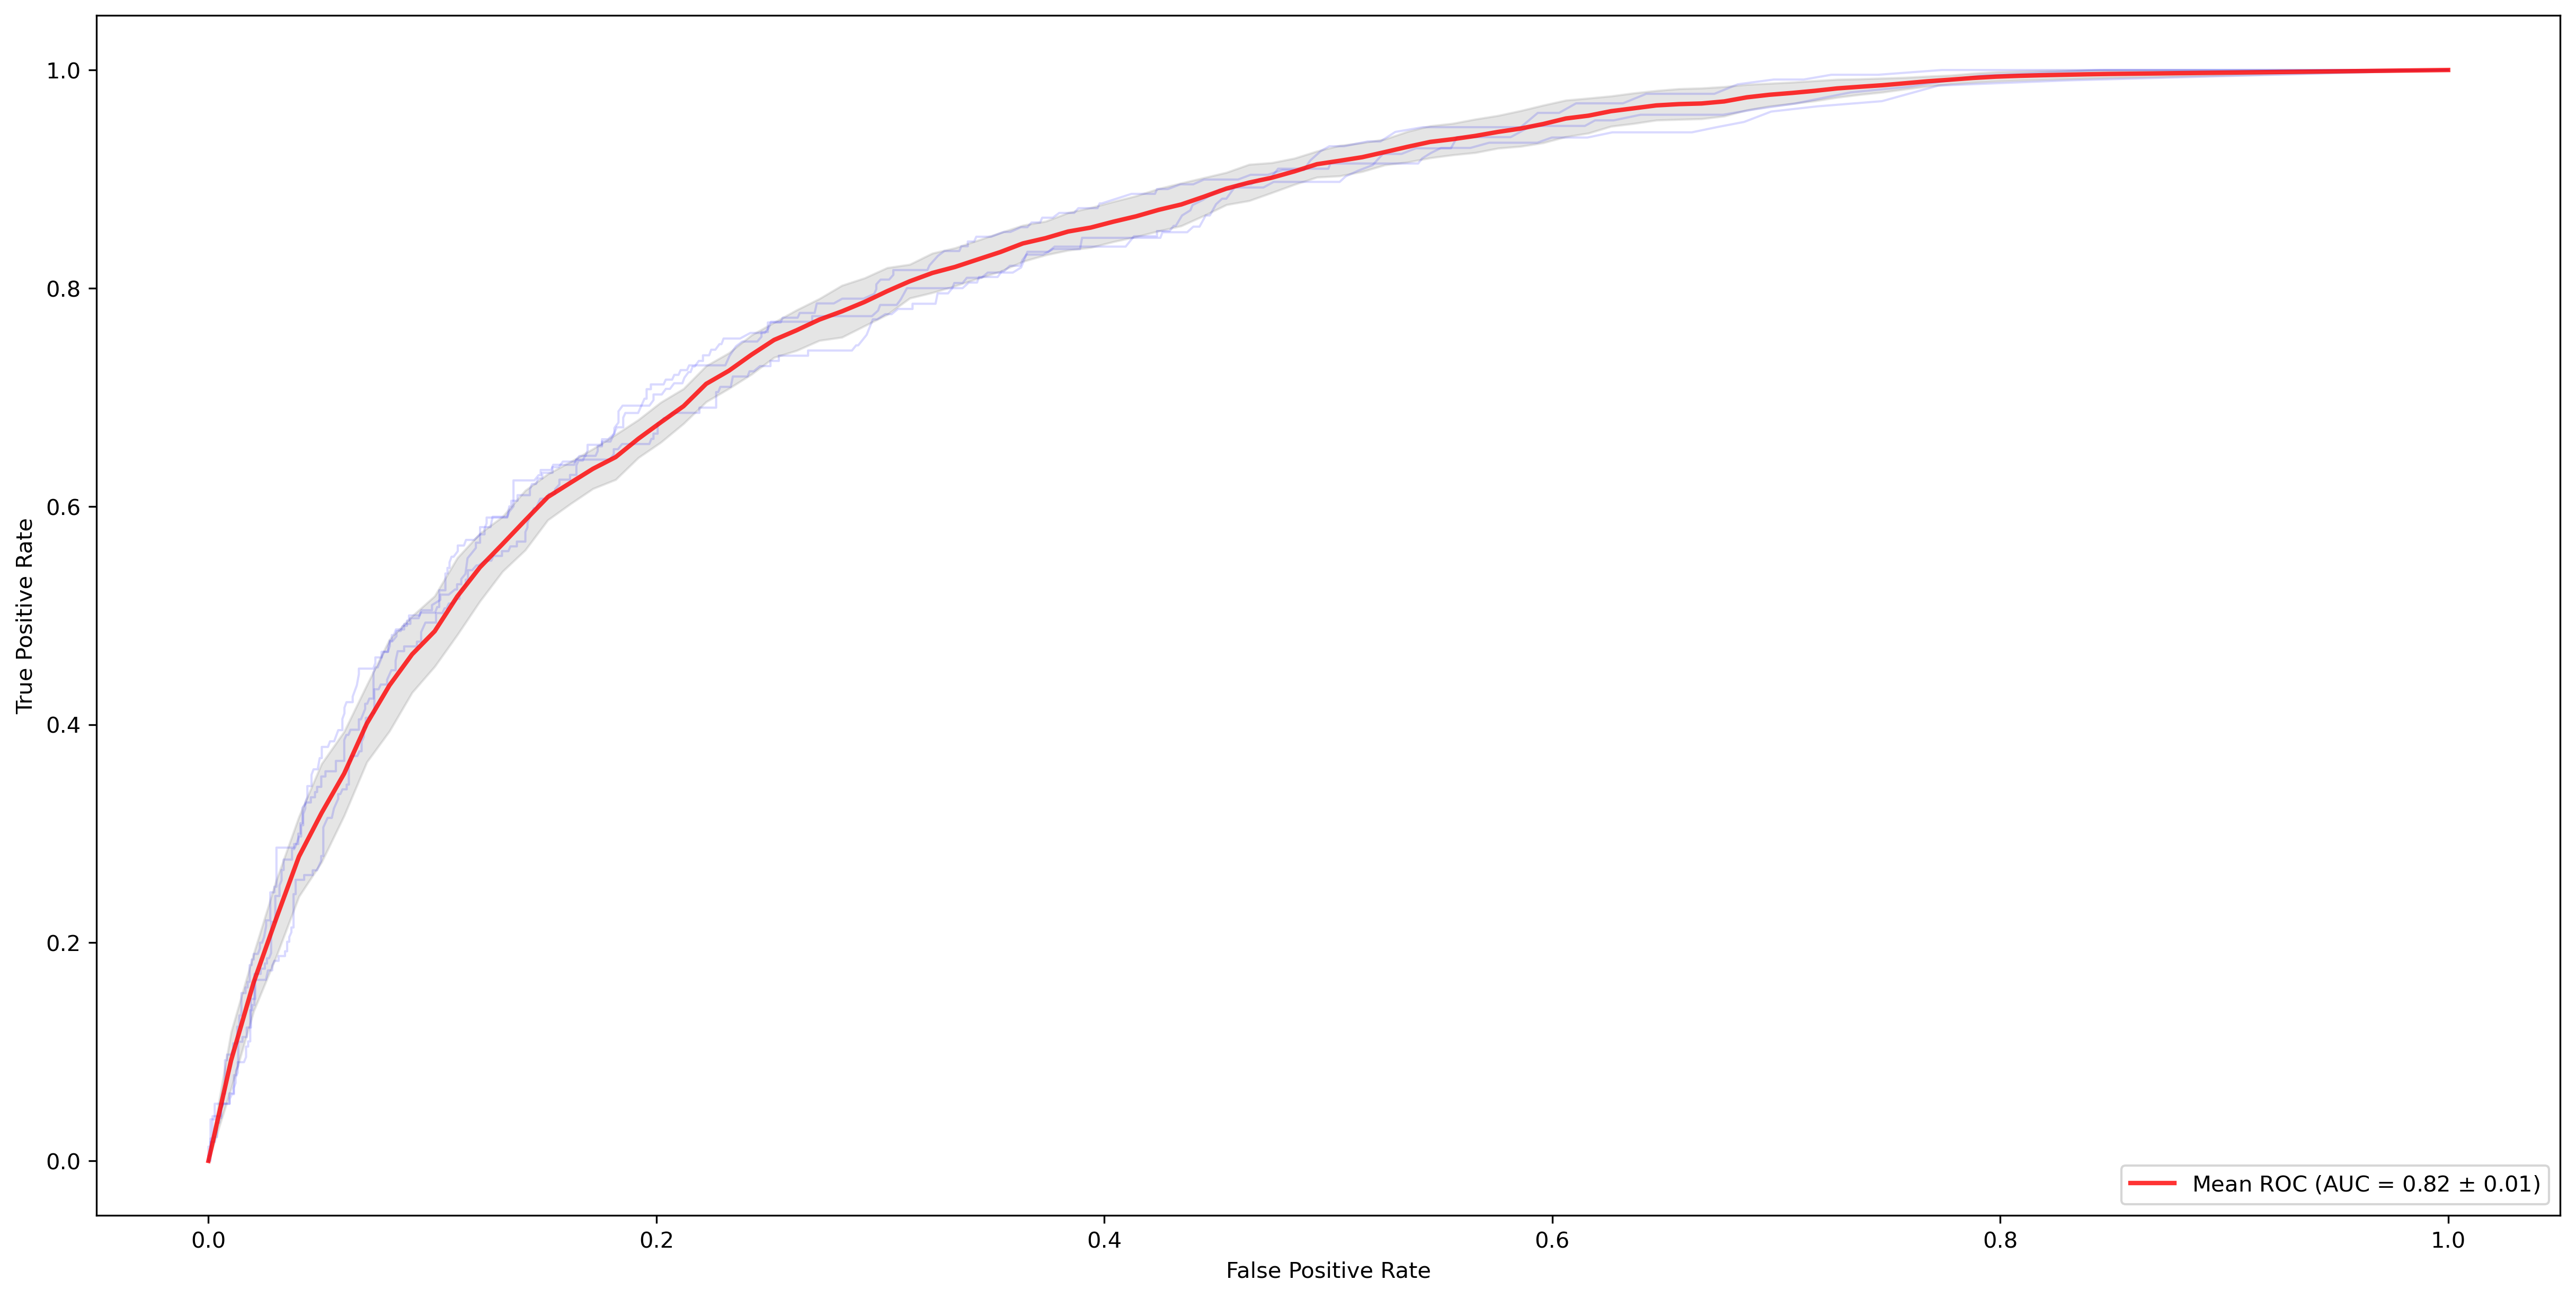 1.0
0.8
0.6
0.4
0.2
0.0
True Positive Rate
Mean ROC (AUC = 0.82 ± 0.01)
0.0 0.2 0.4 0.6 0.8 1.0
False Positive Rate